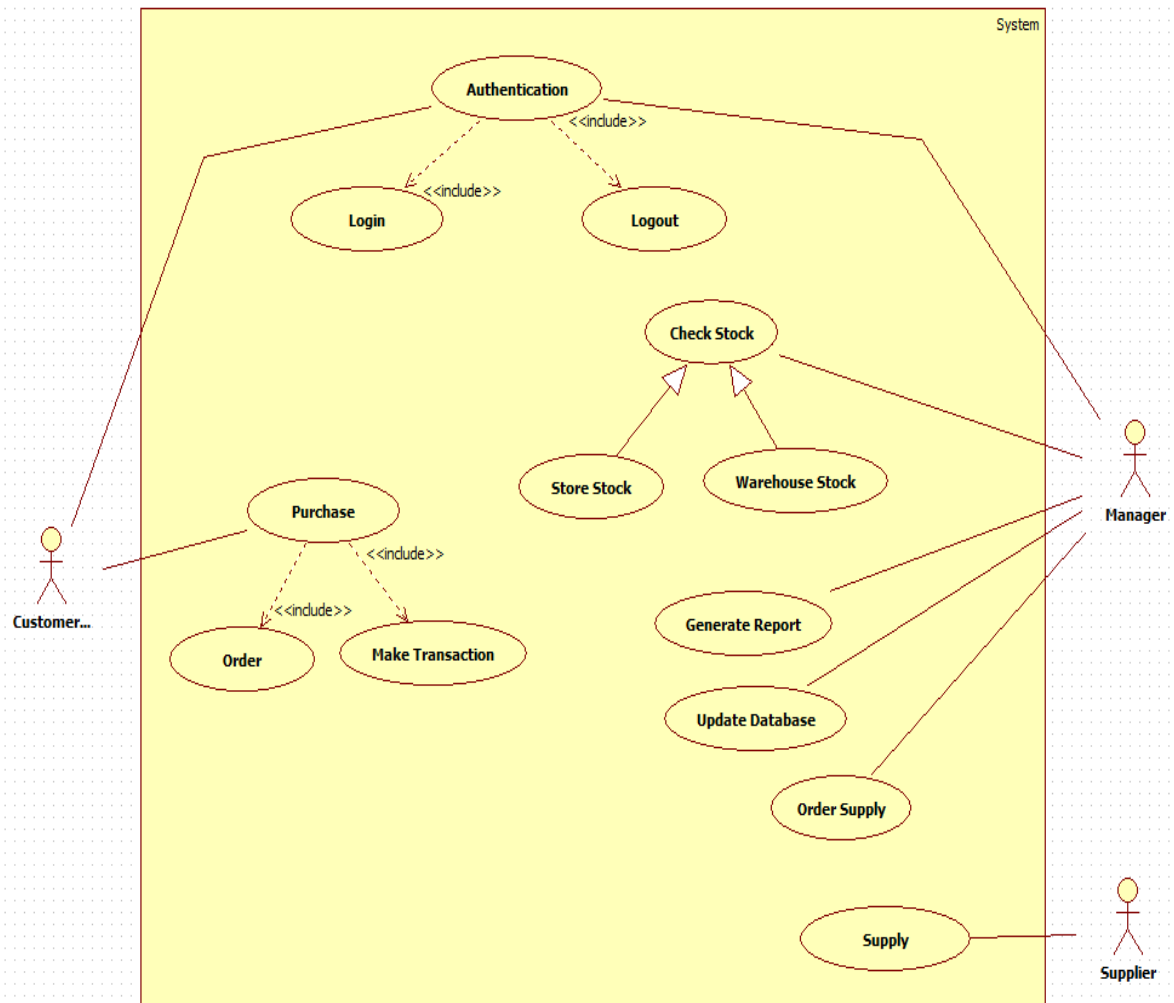 System
Authentication
<<include>>
<<include>>
Login
Logout
Check Stock
Store Stock
Warehouse Stock
Purchase
Manager
<<include>>
<<include>>
Customer...
Order
Make Transaction
Generate Report
Update Database
Order Supply
Supply
Supplier